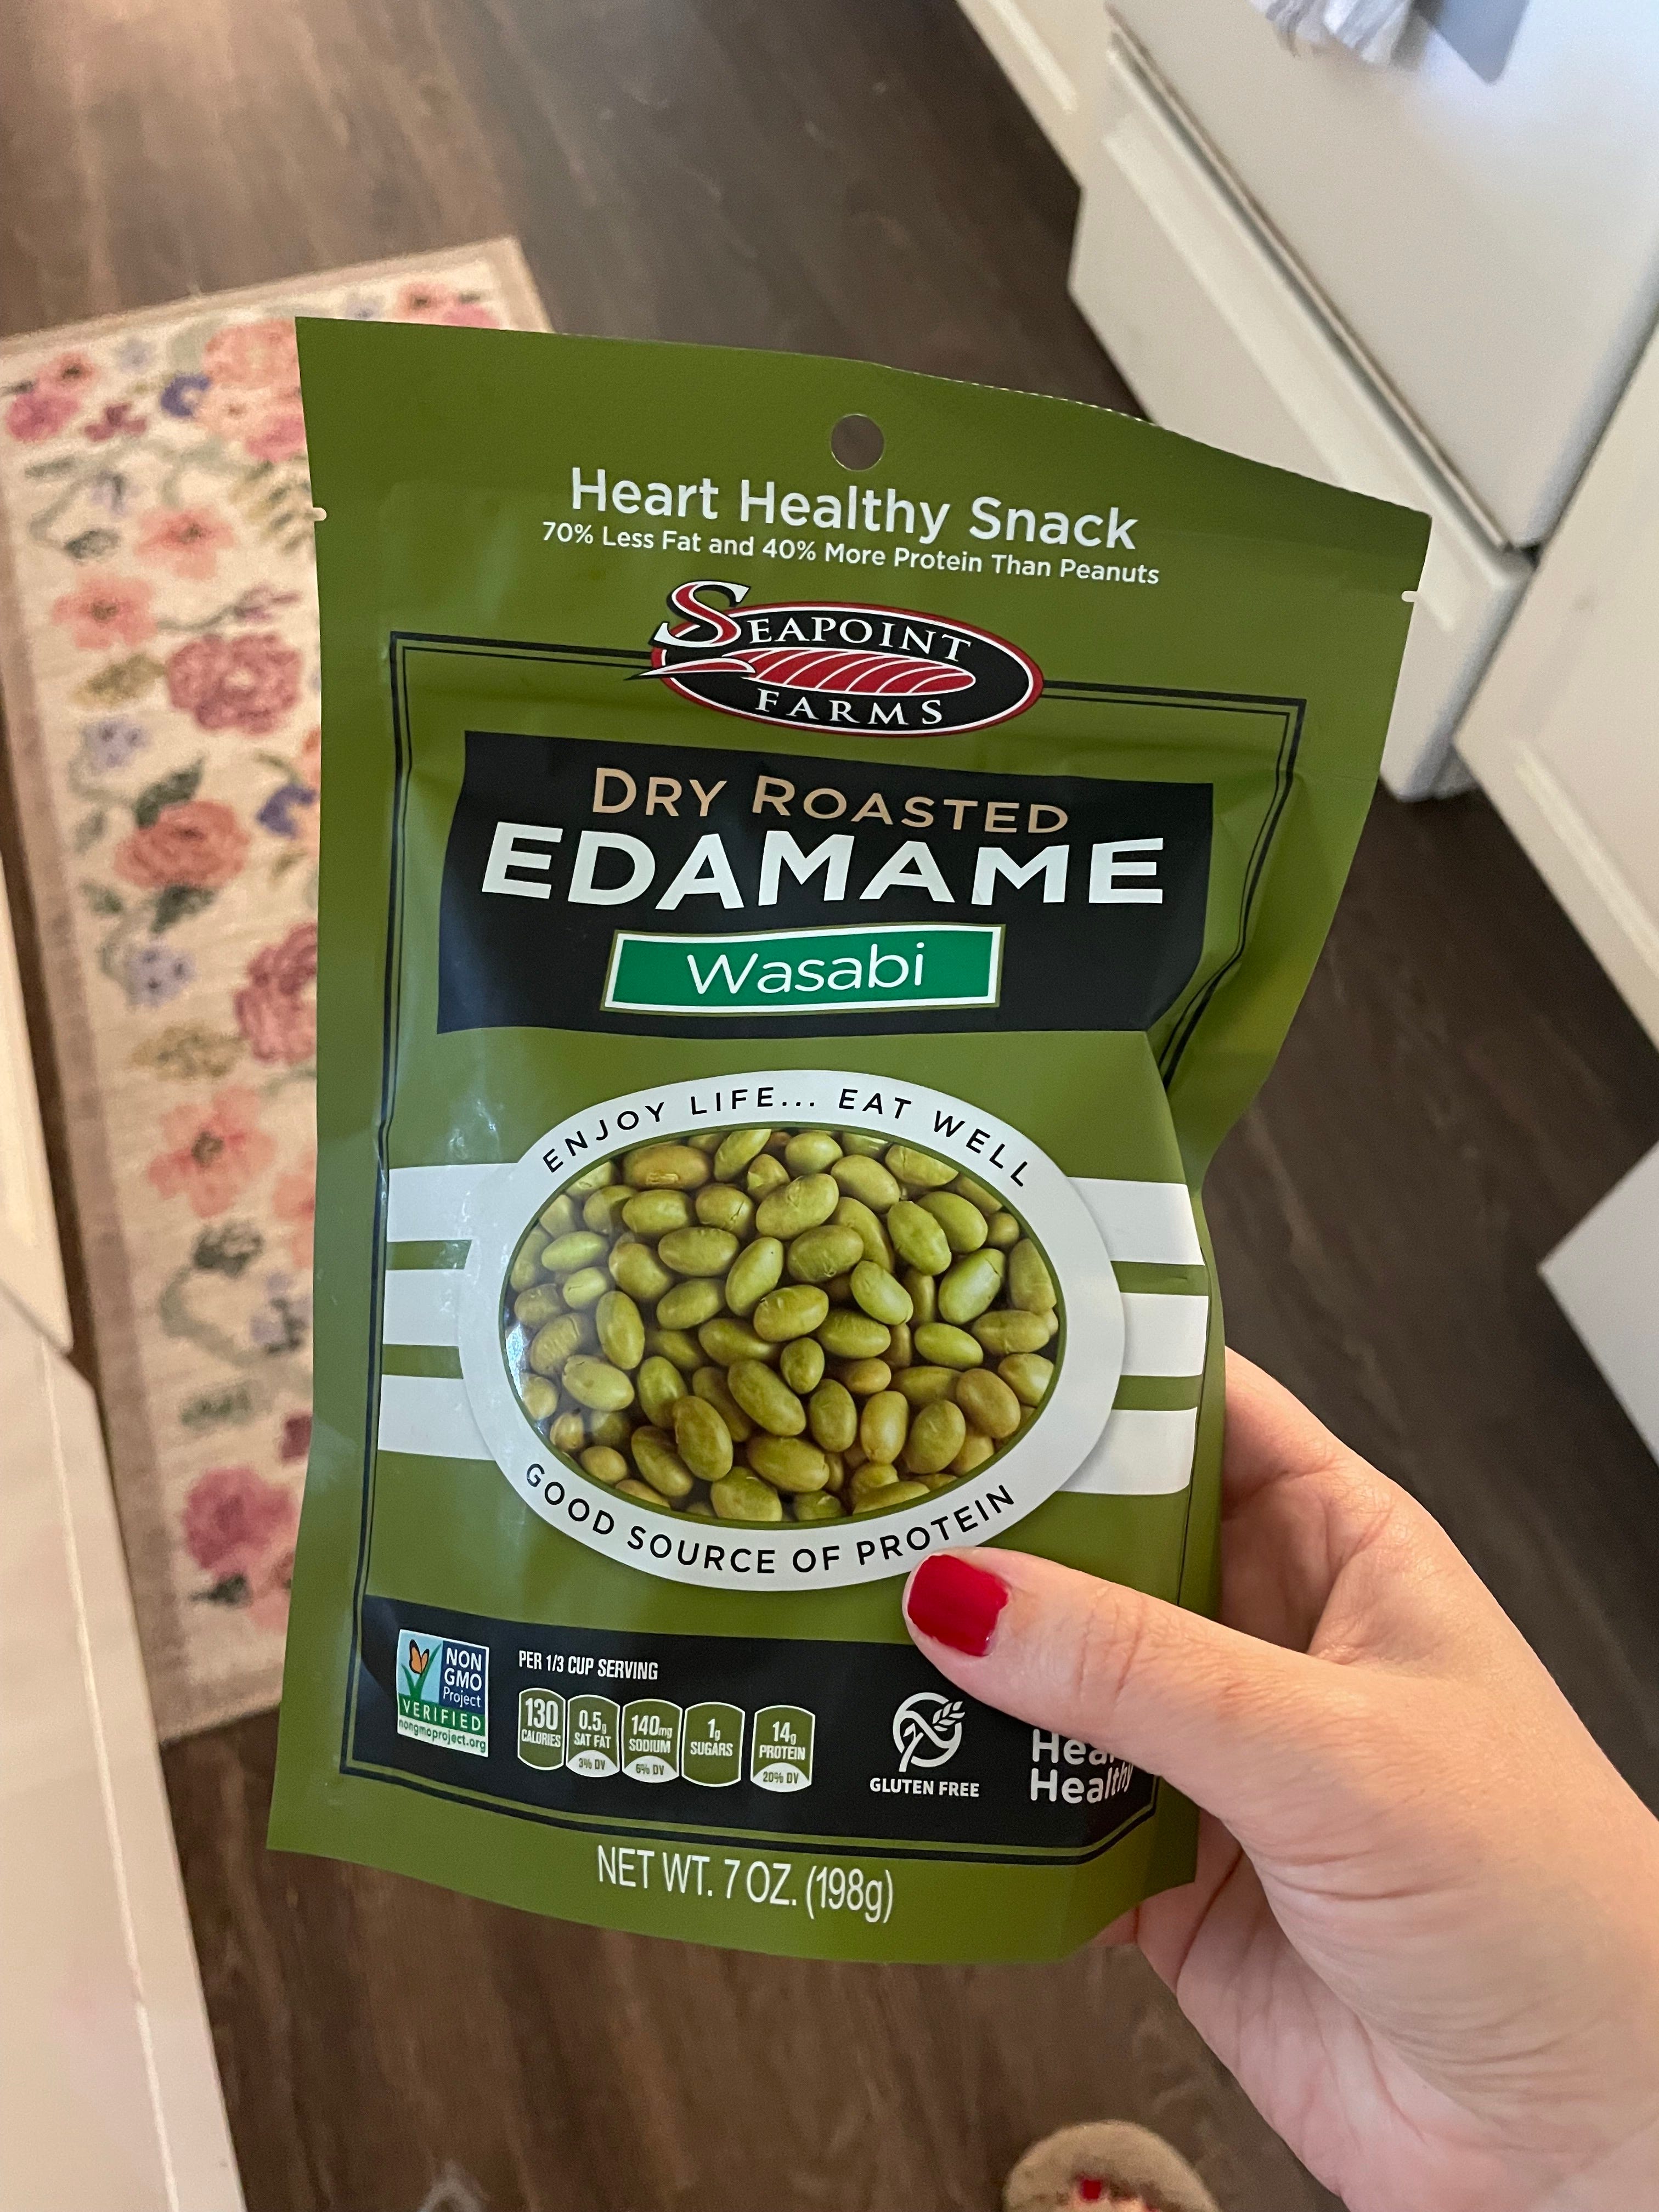 Heart Healthy Snack
70% Less Fat and 40% More Protein Than Peanuts
SEAPOINT
FARMS
DRY ROASTED
EDAMAME
Wasabi
ENJOY LIFE... EAT WELL
GOOD SOURCE OF PROTEIN
NON
GMO
Project
VERIFIED
nongmoproject.org
PER 1/3 CUP SERVING
130
CALORIES
0.5g
SAT FAT
3% DV
140mg
SODIUM
6% DV
1g
SUGARS
14g
PROTEIN
20% DV
GLUTEN FREE
Heart
Healthy
NET WT. 7 OZ. (198g)